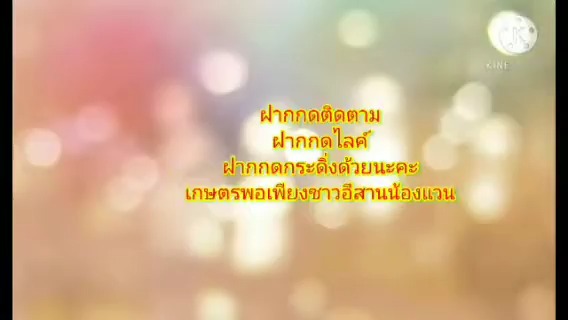 ฝากกดติดตาม
ฝากกดไลค์
ฝากกดกระดิ่งด้วยนะคะ
เกษตรพอเพียงชาวอีสานน้องแวน
KINE